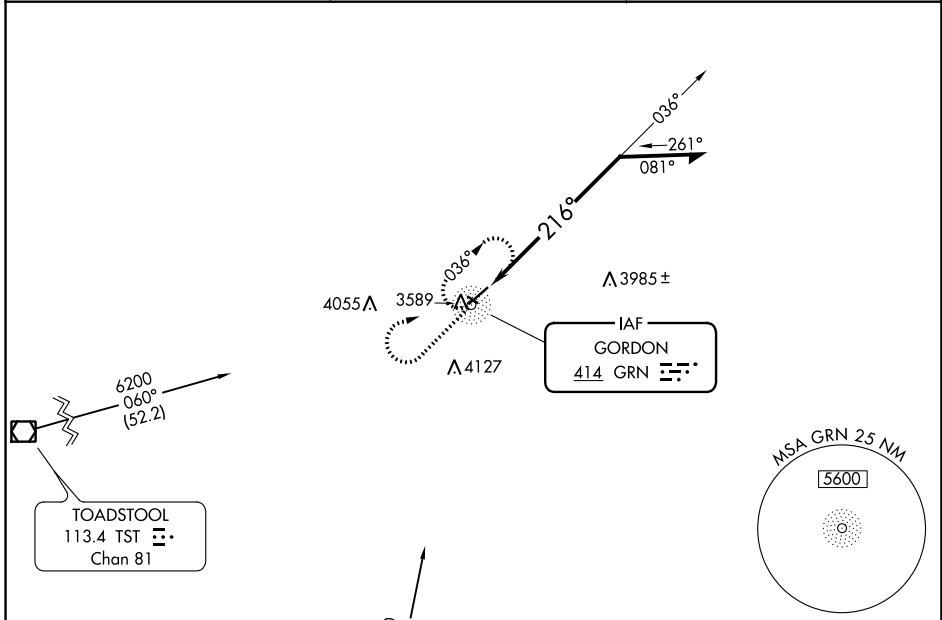 036°
261°
081°
216°
036°
3985 ±
4055
3589
IAF
GORDON
414 GRN
4127
6200
060°
(52.2)
MSA GRN 25 NM
5600
TOADSTOOL
113.4 TST
Chan 81